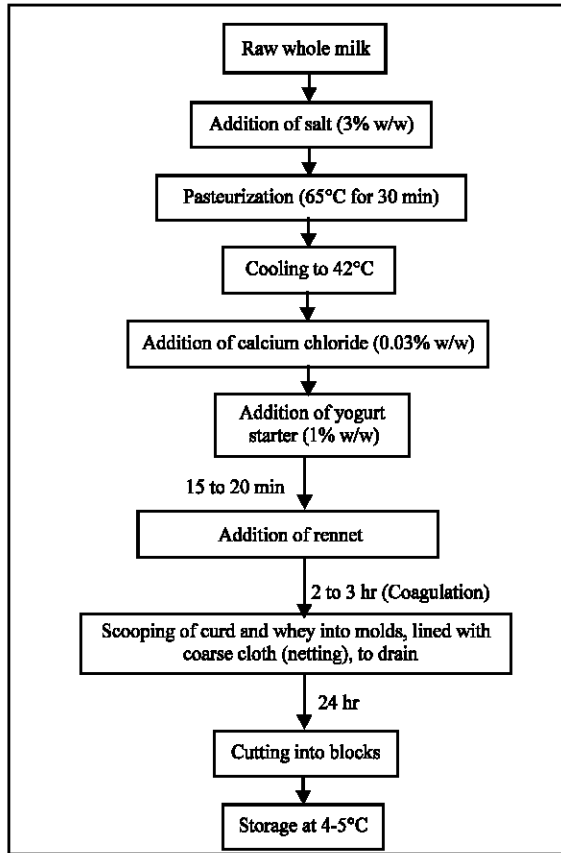 Raw whole milk
Addition of salt (3% w/w)
Pasteurization (65°C for 30 min)
Cooling to 42°C
Addition of calcium chloride (0.03% w/w)
Addition of yogurt
starter (1% w/w)
15 to 20 min
Addition of rennet
2 to 3 hr (Coagulation)
Scooping of curd and whey into molds, lined with
coarse cloth (netting), to drain
24 hr
Cutting into blocks
Storage at 4-5°C